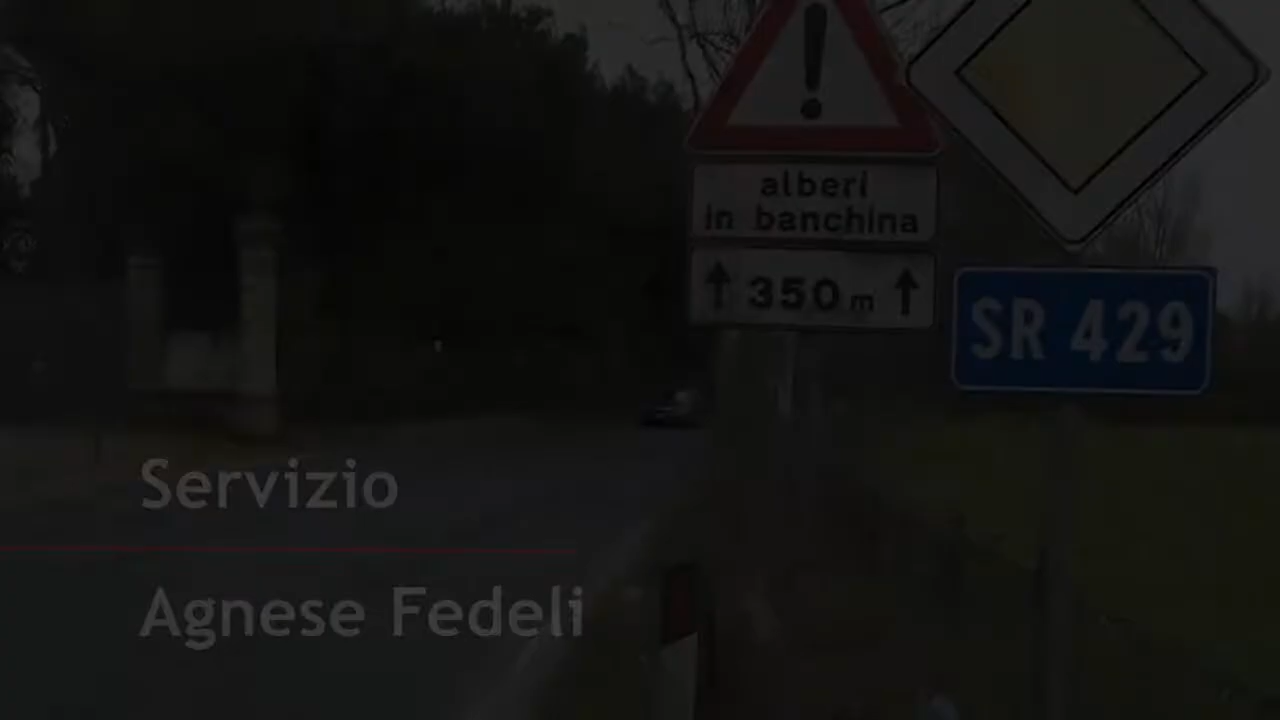 alberi
in banchina
350 m
SR 429
Servizio
Agnese Fedeli